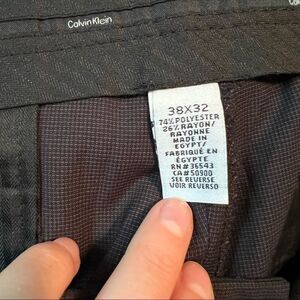 Calvin Klein
38X32
74% POLYESTER
26% RAYON/
RAYONNE
MADE IN
EGYPT/
FABRIQUÉ EN
ÉGYPTE
RN#36543
CA#50900
SEE REVERSE
VOIR REVERSO